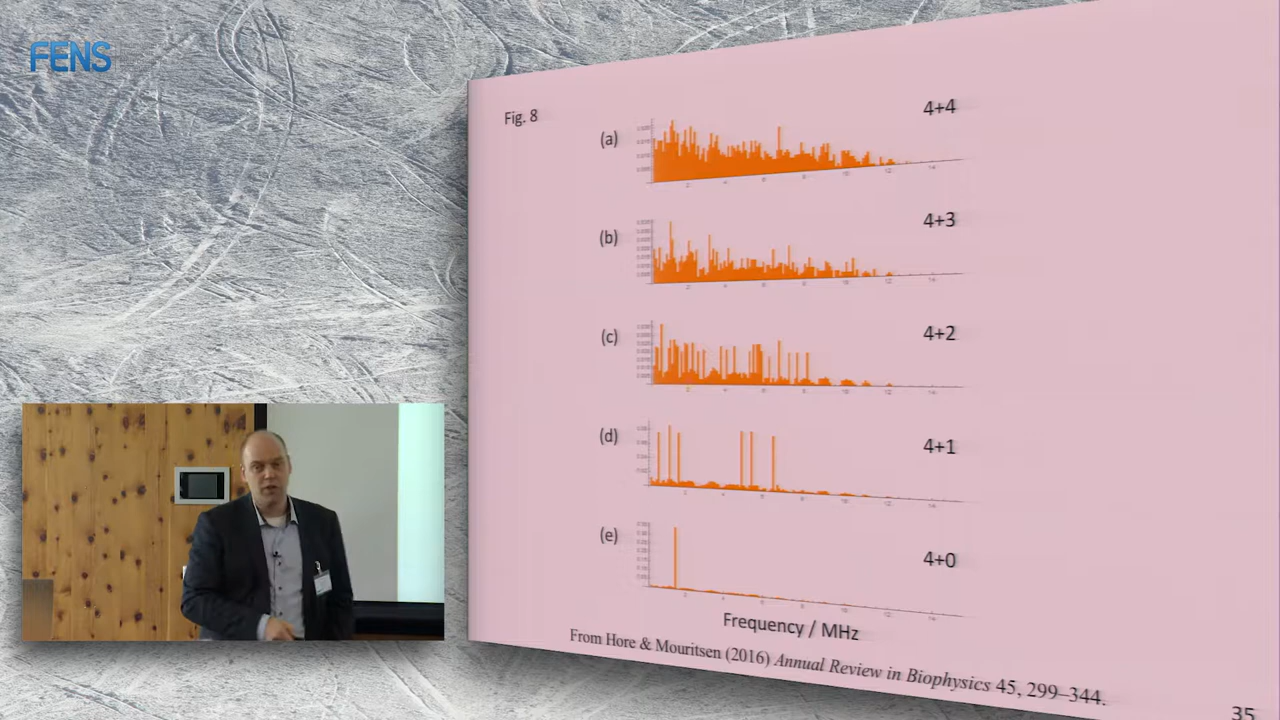 FENS
Fig. 8
(a)
4+4
(b)
4+3
(c)
4+2
(d)
4+1
(e)
4+0
Frequency / MHz
From Hore & Mouritsen (2016) Annual Review in Biophysics 45, 299–344.
35